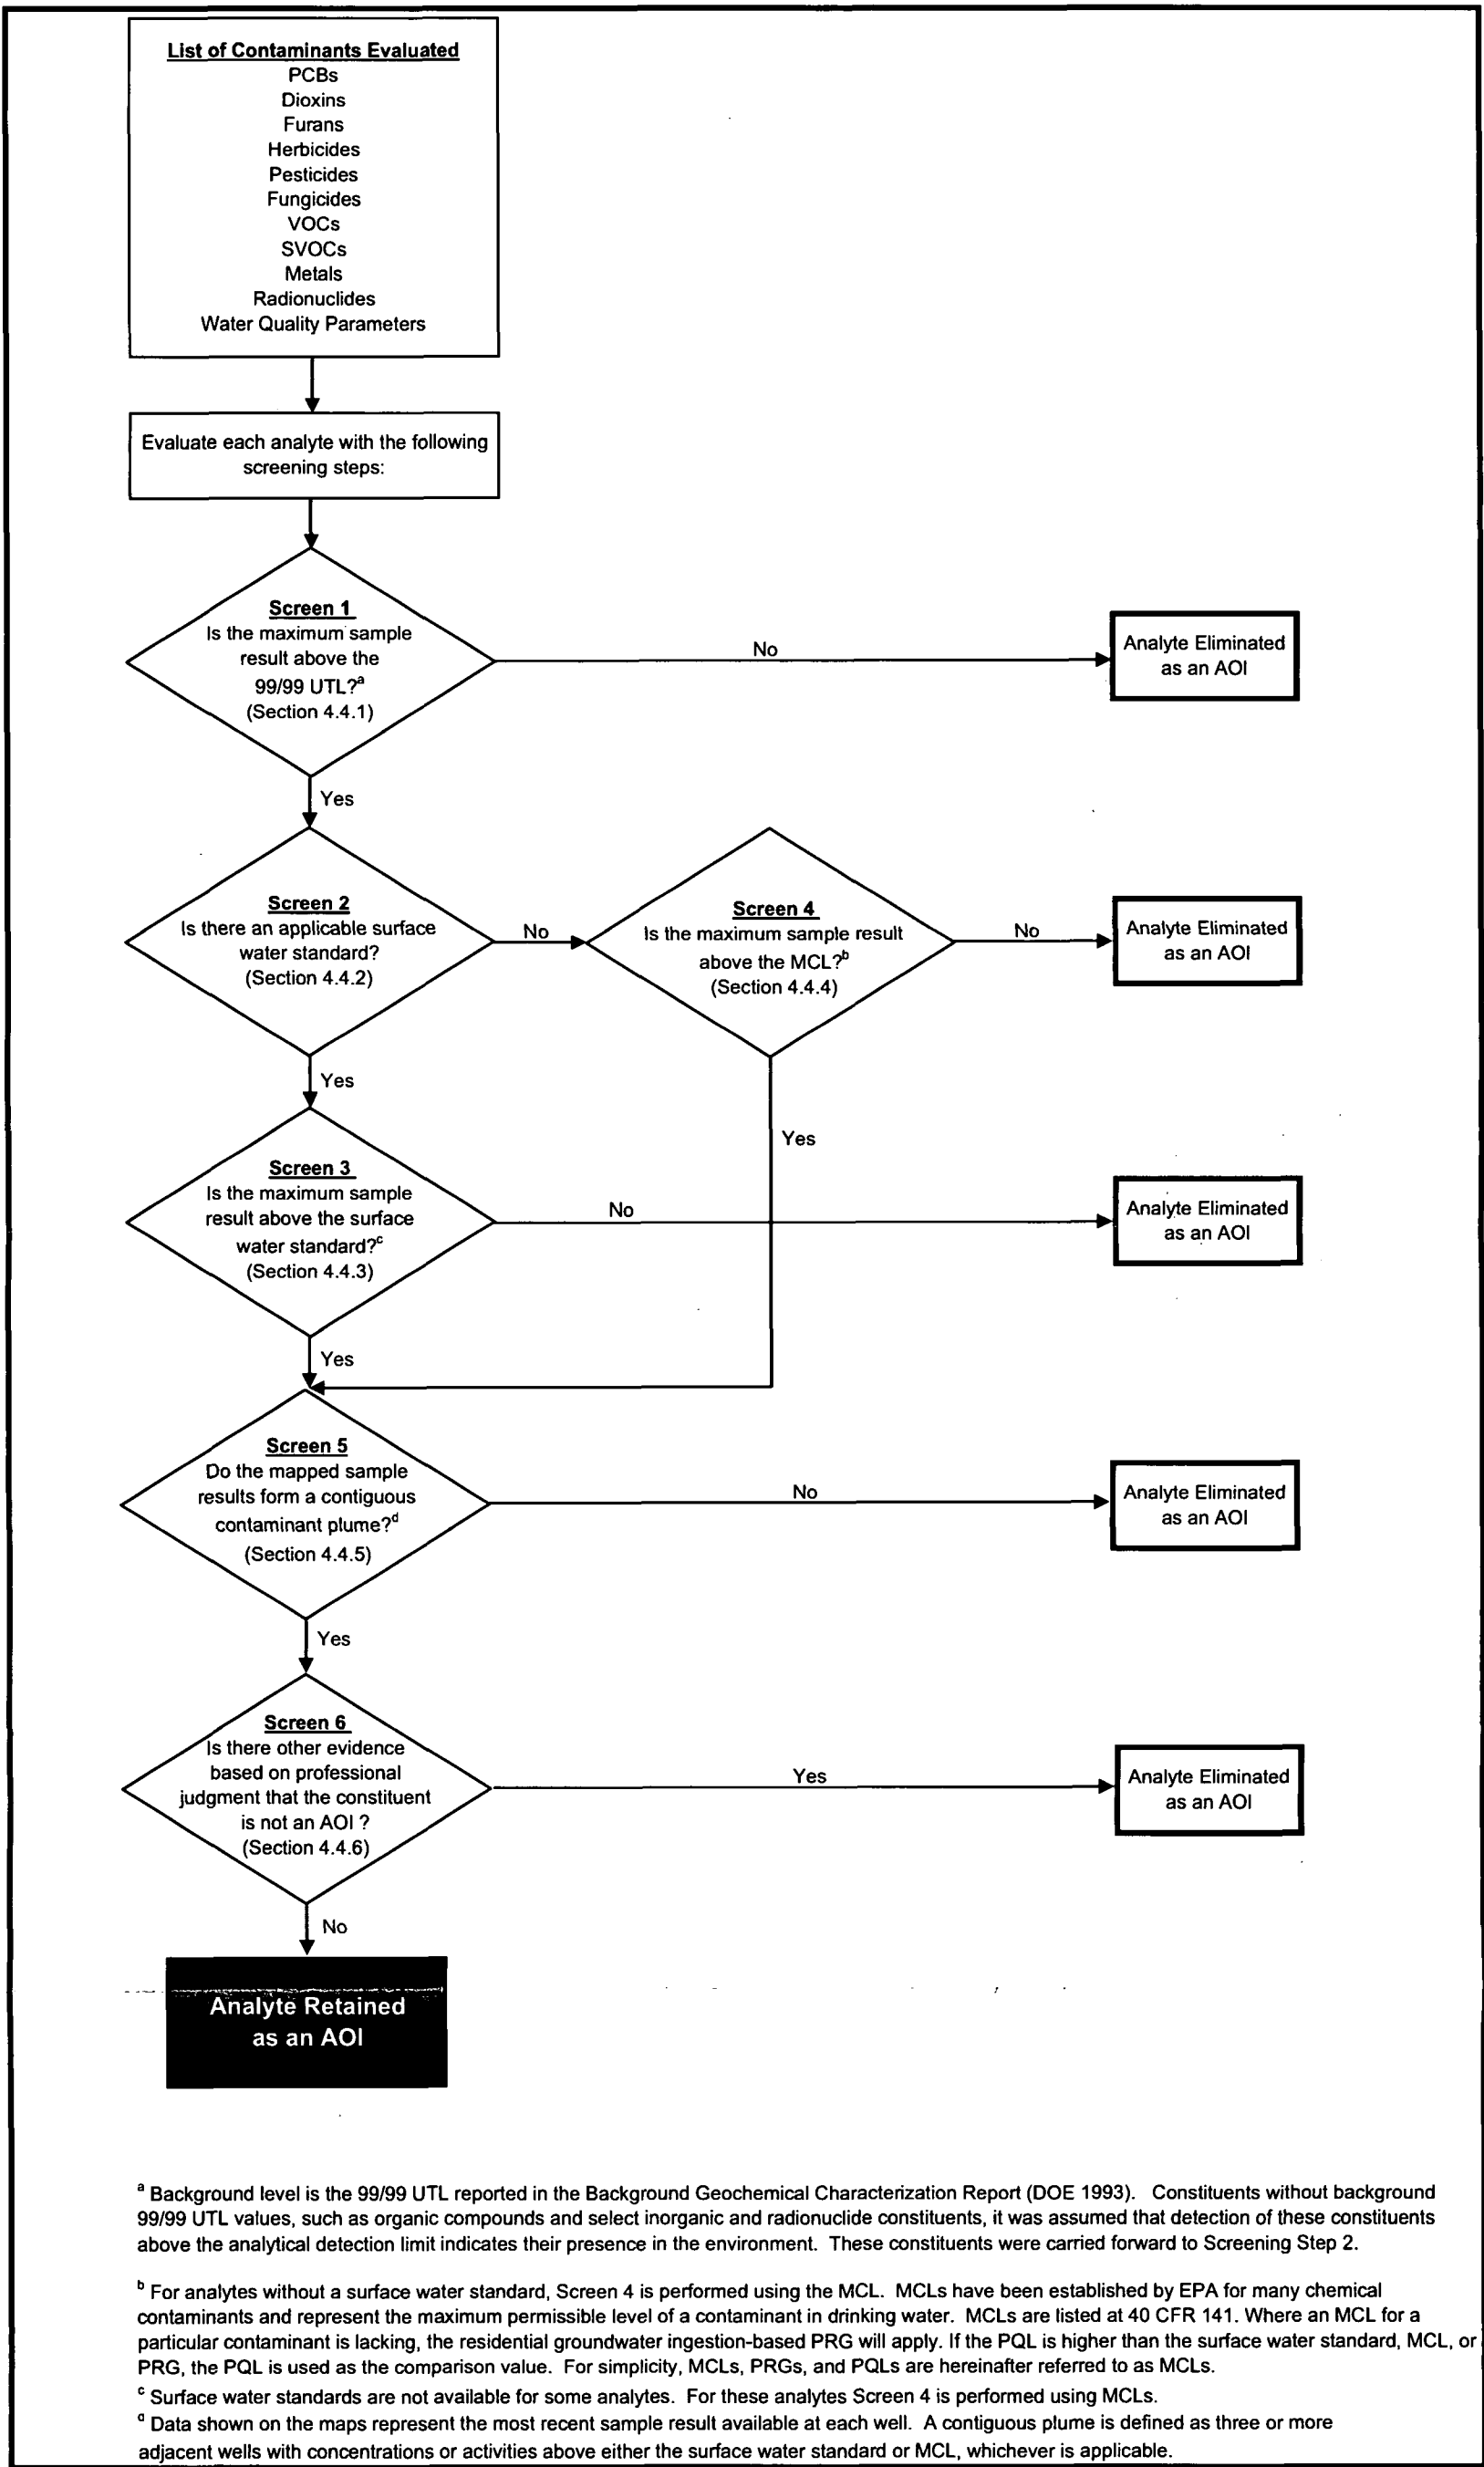 List of Contaminants Evaluated
PCBs
Dioxins
Furans
Herbicides
Pesticides
Fungicides
VOCs
SVOCs
Metals
Radionuclides
Water Quality Parameters
Evaluate each analyte with the following
screening steps:
Screen 1
Is the maximum sample
result above the
99/99 UTL?a
(Section 4.4.1)
No
Analyte Eliminated
as an AOI
Yes
Screen 2
Is there an applicable surface
water standard?
(Section 4.4.2)
No
Screen 4
Is the maximum sample result
above the MCL?b
(Section 4.4.4)
No
Analyte Eliminated
as an AOI
Yes
Yes
Screen 3
Is the maximum sample
result above the surface
water standard?c
(Section 4.4.3)
No
Analyte Eliminated
as an AOI
Yes
Screen 5
Do the mapped sample
results form a contiguous
contaminant plume?d
(Section 4.4.5)
No
Analyte Eliminated
as an AOI
Yes
Screen 6
Is there other evidence
based on professional
judgment that the constituent
is not an AOI ?
(Section 4.4.6)
Yes
Analyte Eliminated
as an AOI
No
Analyte Retained
as an AOI
a Background level is the 99/99 UTL reported in the Background Geochemical Characterization Report (DOE 1993). Constituents without background
99/99 UTL values, such as organic compounds and select inorganic and radionuclide constituents, it was assumed that detection of these constituents
above the analytical detection limit indicates their presence in the environment. These constituents were carried forward to Screening Step 2.
b For analytes without a surface water standard, Screen 4 is performed using the MCL. MCLs have been established by EPA for many chemical
contaminants and represent the maximum permissible level of a contaminant in drinking water. MCLs are listed at 40 CFR 141. Where an MCL for a
particular contaminant is lacking, the residential groundwater ingestion-based PRG will apply. If the PQL is higher than the surface water standard, MCL, or
PRG, the PQL is used as the comparison value. For simplicity, MCLs, PRGs, and PQLs are hereinafter referred to as MCLs.
c Surface water standards are not available for some analytes. For these analytes Screen 4 is performed using MCLs.
d Data shown on the maps represent the most recent sample result available at each well. A contiguous plume is defined as three or more
adjacent wells with concentrations or activities above either the surface water standard or MCL, whichever is applicable.